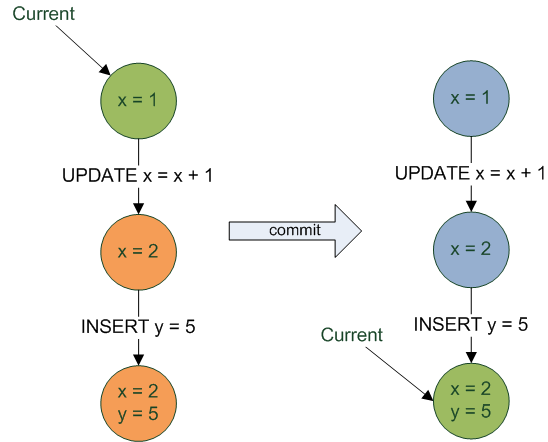 Current
x = 1
UPDATE x = x + 1
x = 2
INSERT y = 5
x = 2
y = 5
commit
x = 1
UPDATE x = x + 1
x = 2
INSERT y = 5
Current
x = 2
y = 5